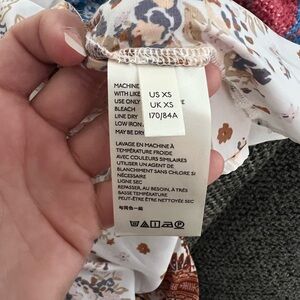 MACHINE
WITH LIKE
USE ONLY
BLEACH
LINE DRY
LOW IRON
MAY BE DRY
US XS
UK XS
170/84A
LAVAGE EN MACHINE À
TEMPÉRATURE FROIDE
AVEC COULEURS SIMILAIRES
UTILISER UN AGENT DE
BLANCHIMENT SANS CHLORE SI
NÉCESSAIRE
LIGNE SEC
REPASSER, AU BESOIN, À TRÈS
BASSE TEMPÉRATURE
PEUT-ÊTRE ÊTRE NETTOYÉE SEC